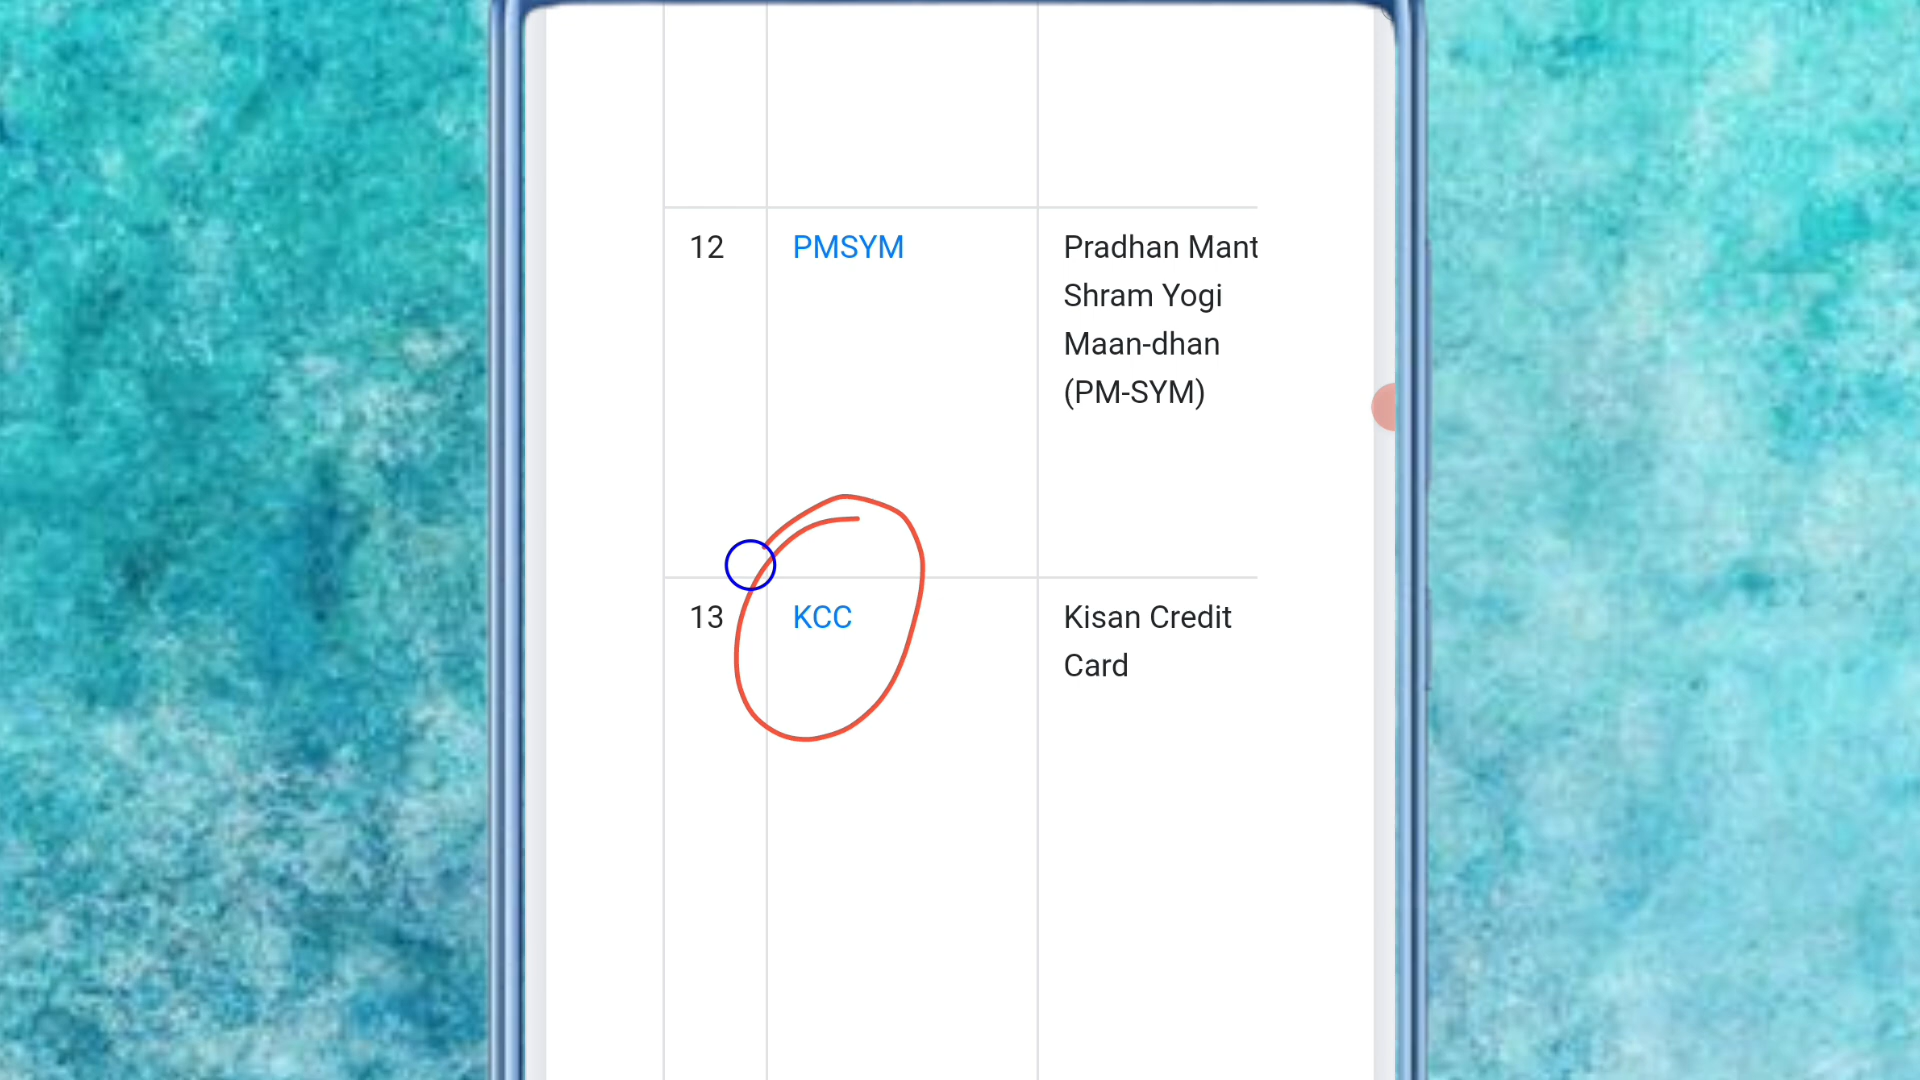 12 PMSYM Pradhan Mant
Shram Yogi
Maan-dhan
(PM-SYM)
13 KCC Kisan Credit
Card